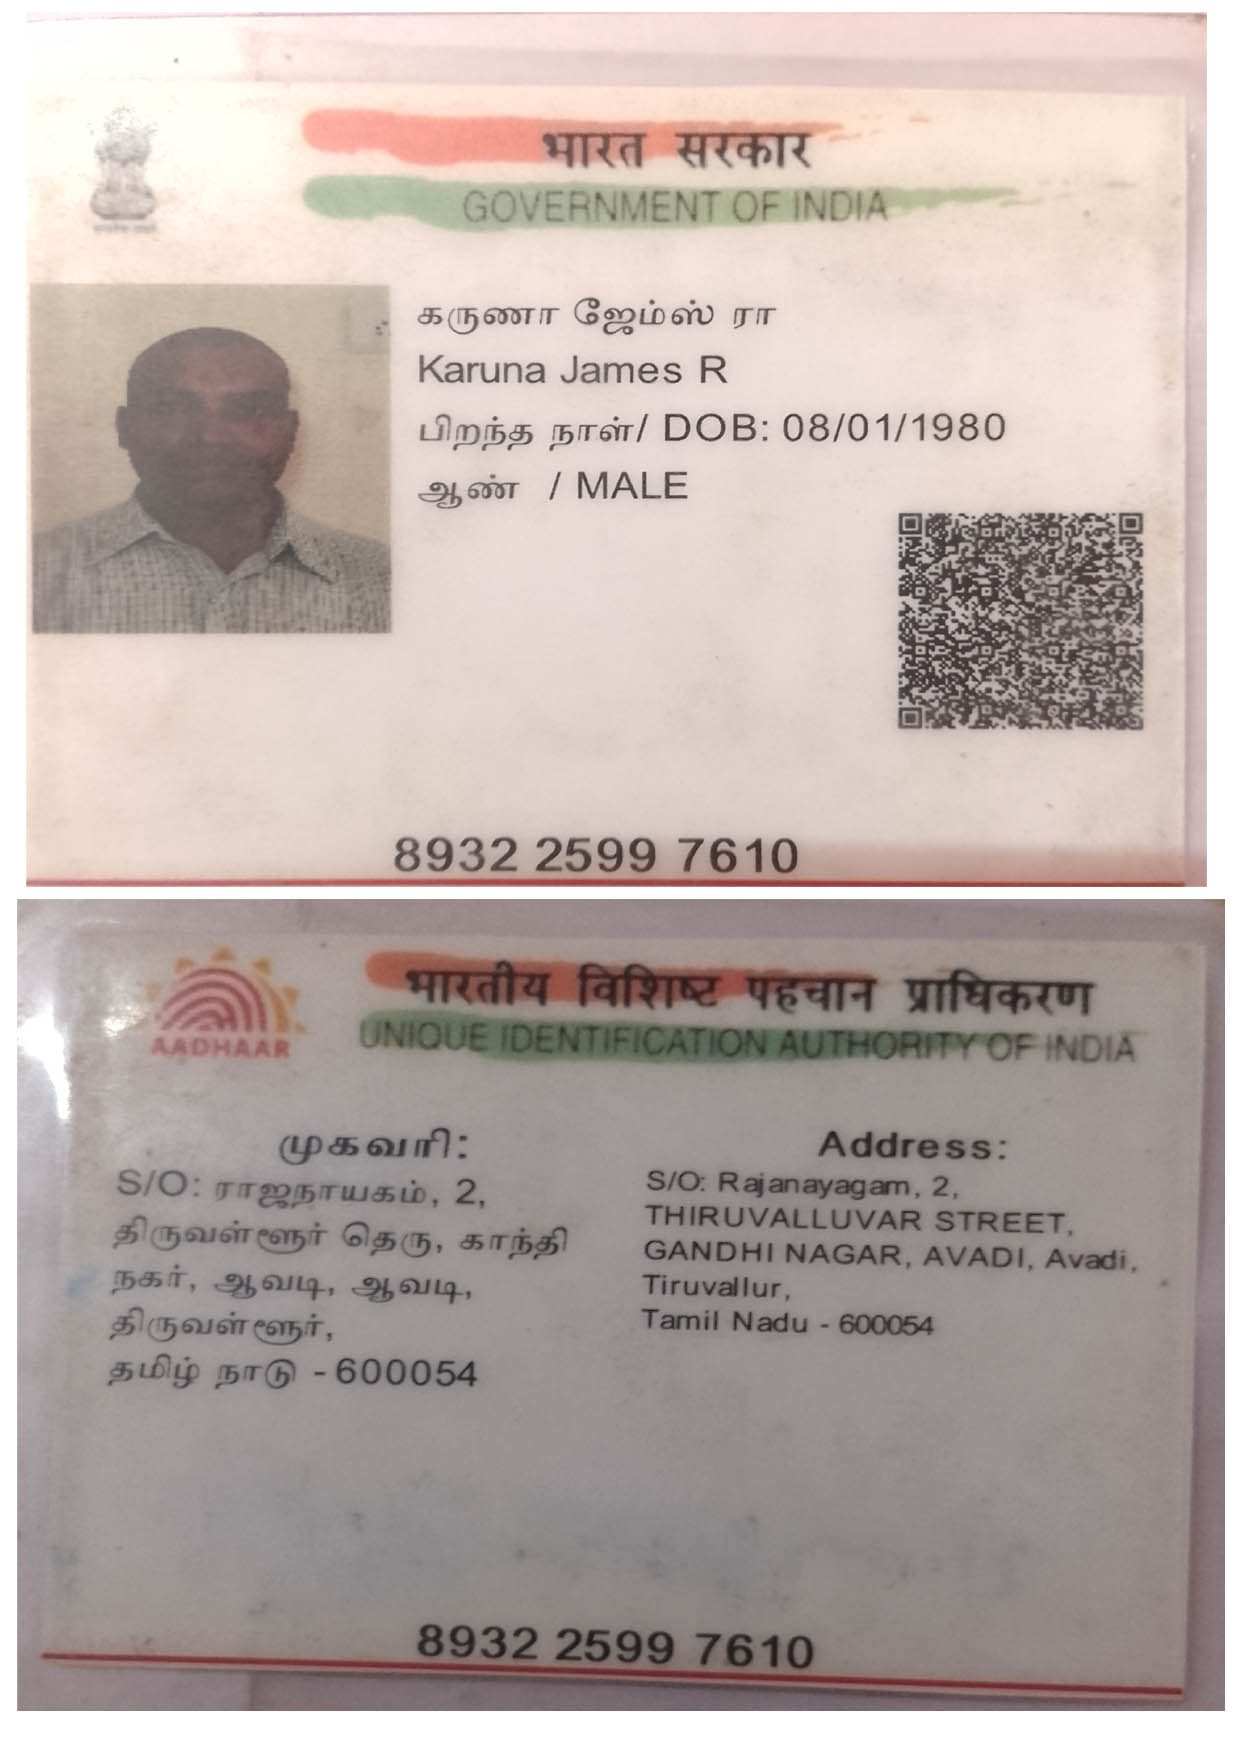 भारत सरकार
GOVERNMENT OF INDIA
கருணா ஜேம்ஸ் ரா
Karuna James R
பிறந்த நாள்/ DOB: 08/01/1980
ஆண் / MALE
8932 2599 7610
भारतीय विशिष्ट पहचान प्राधिकरण
UNIQUE IDENTIFICATION AUTHORITY OF INDIA
AADHAAR
முகவரி:
S/O: ராஜநாயகம், 2,
திருவள்ளூர் தெரு, காந்தி
நகர், ஆவடி, ஆவடி,
திருவள்ளூர்,
தமிழ் நாடு - 600054
Address:
S/O: Rajanayagam, 2,
THIRUVALLUVAR STREET,
GANDHI NAGAR, AVADI, Avadi,
Tiruvallur,
Tamil Nadu - 600054
8932 2599 7610